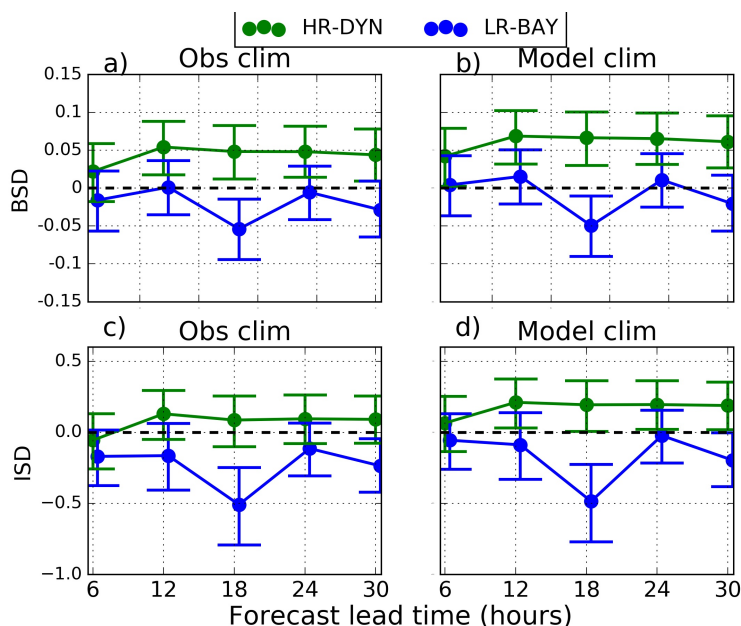 HR-DYN LR-BAY
a) Obs clim b) Model clim
BSD
0.15
0.1
0.05
0
-0.05
-0.1
-0.15
c) Obs clim d) Model clim
ISD
0.5
0.0
−0.5
−1.0
6 12 18 24 30 6 12 18 24 30
Forecast lead time (hours)